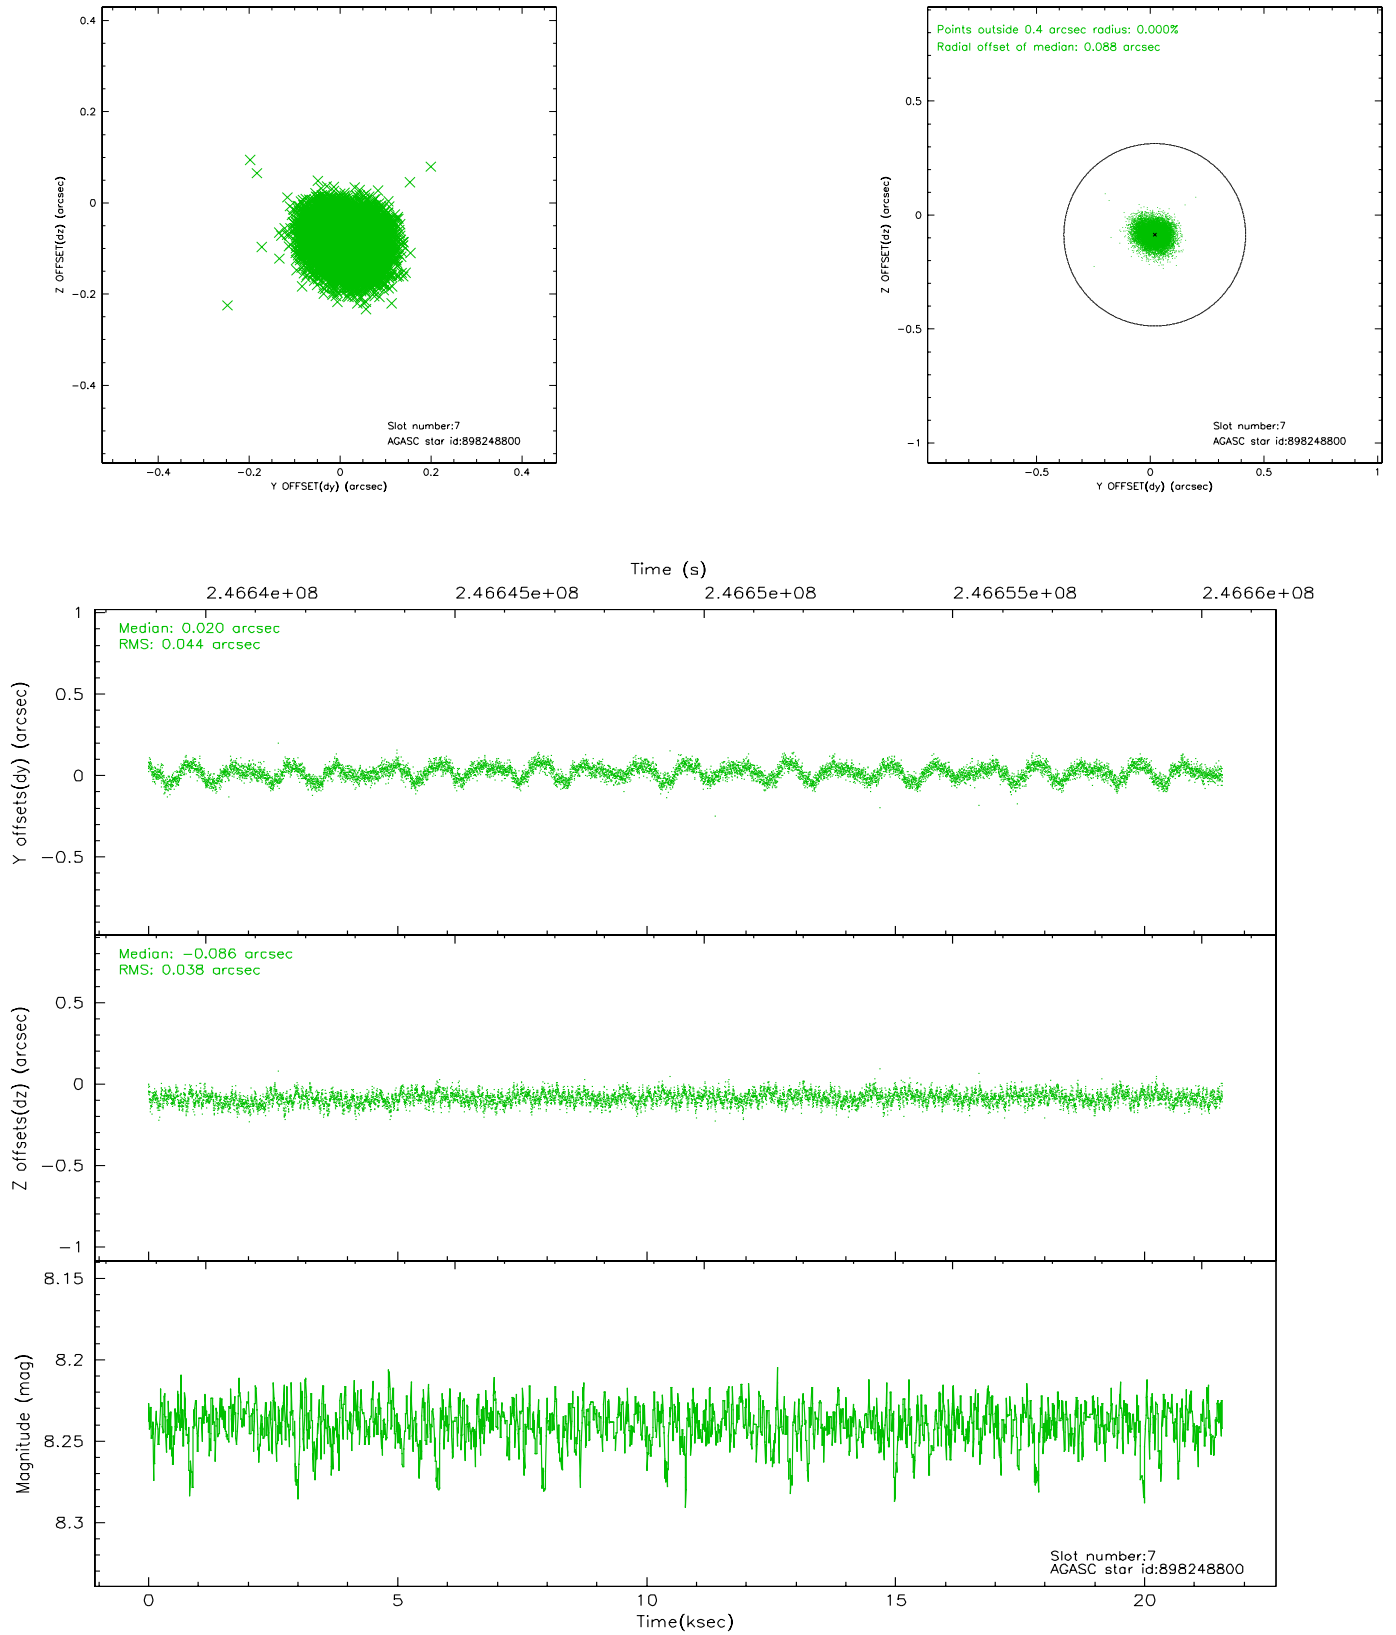 0.4
0.2
0
-0.2
-0.4
Z OFFSET(dz) (arcsec)
Slot number:7
AGASC star id:898248800
-0.4
-0.2
0
0.2
0.4
Y OFFSET(dy) (arcsec)
Points outside 0.4 arcsec radius: 0.000%
Radial offset of median: 0.088 arcsec
0.5
0
-0.5
-1
Z OFFSET(dz) (arcsec)
Slot number:7
AGASC star id:898248800
-0.5
0
0.5
1
Y OFFSET(dy) (arcsec)
Time (s)
2.4664e+08
2.46645e+08
2.4665e+08
2.46655e+08
2.4666e+08
Median: 0.020 arcsec
RMS: 0.044 arcsec
1
0.5
0
-0.5
Y offsets(dy) (arcsec)
Median: -0.086 arcsec
RMS: 0.038 arcsec
0.5
0
-0.5
-1
Z offsets(dz) (arcsec)
8.15
8.2
8.25
8.3
Magnitude (mag)
Slot number:7
AGASC star id:898248800
0
5
10
15
20
Time(ksec)